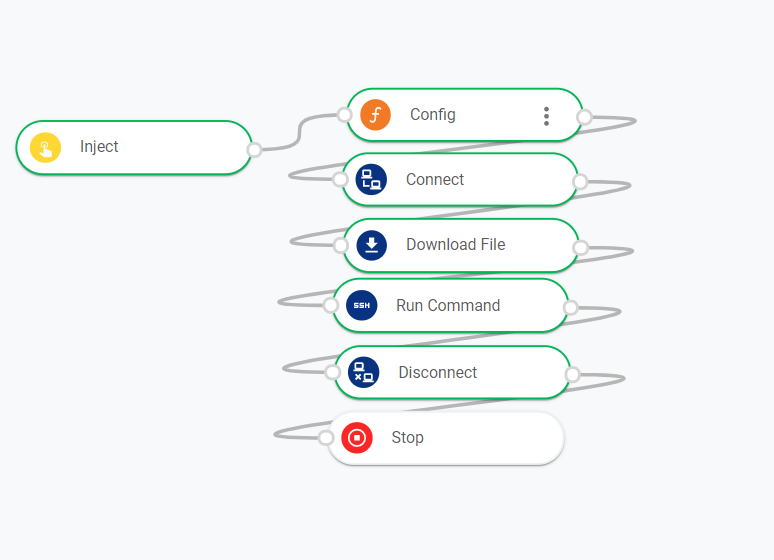 Inject
Config
Connect
Download File
SSH
Run Command
Disconnect
Stop